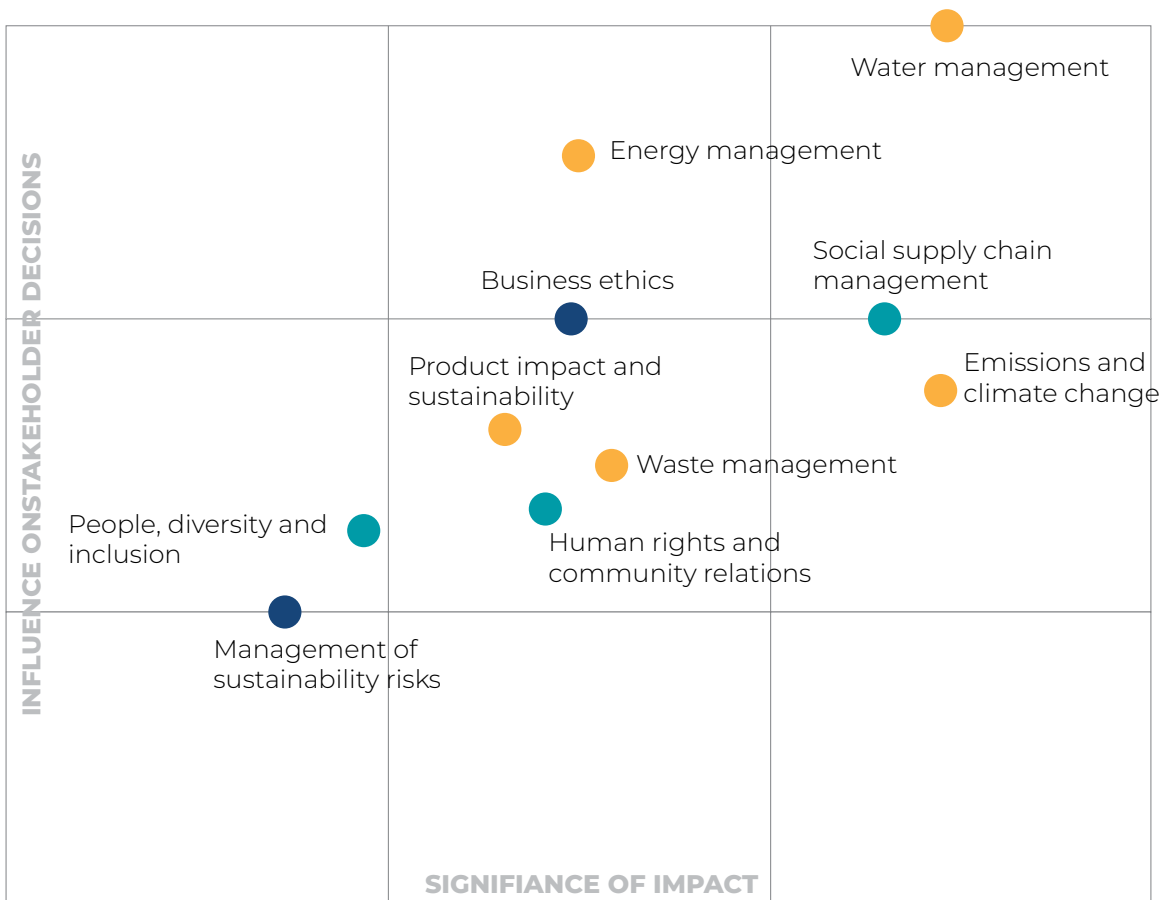 Water management
Energy management
Social supply chain
management
Business ethics
Emissions and
climate change
Product impact and
sustainability
Waste management
People, diversity and
inclusion
Human rights and
community relations
Management of
sustainability risks
INFLUENCE ONSTAKEHOLDER DECISIONS
SIGNIFIANCE OF IMPACT